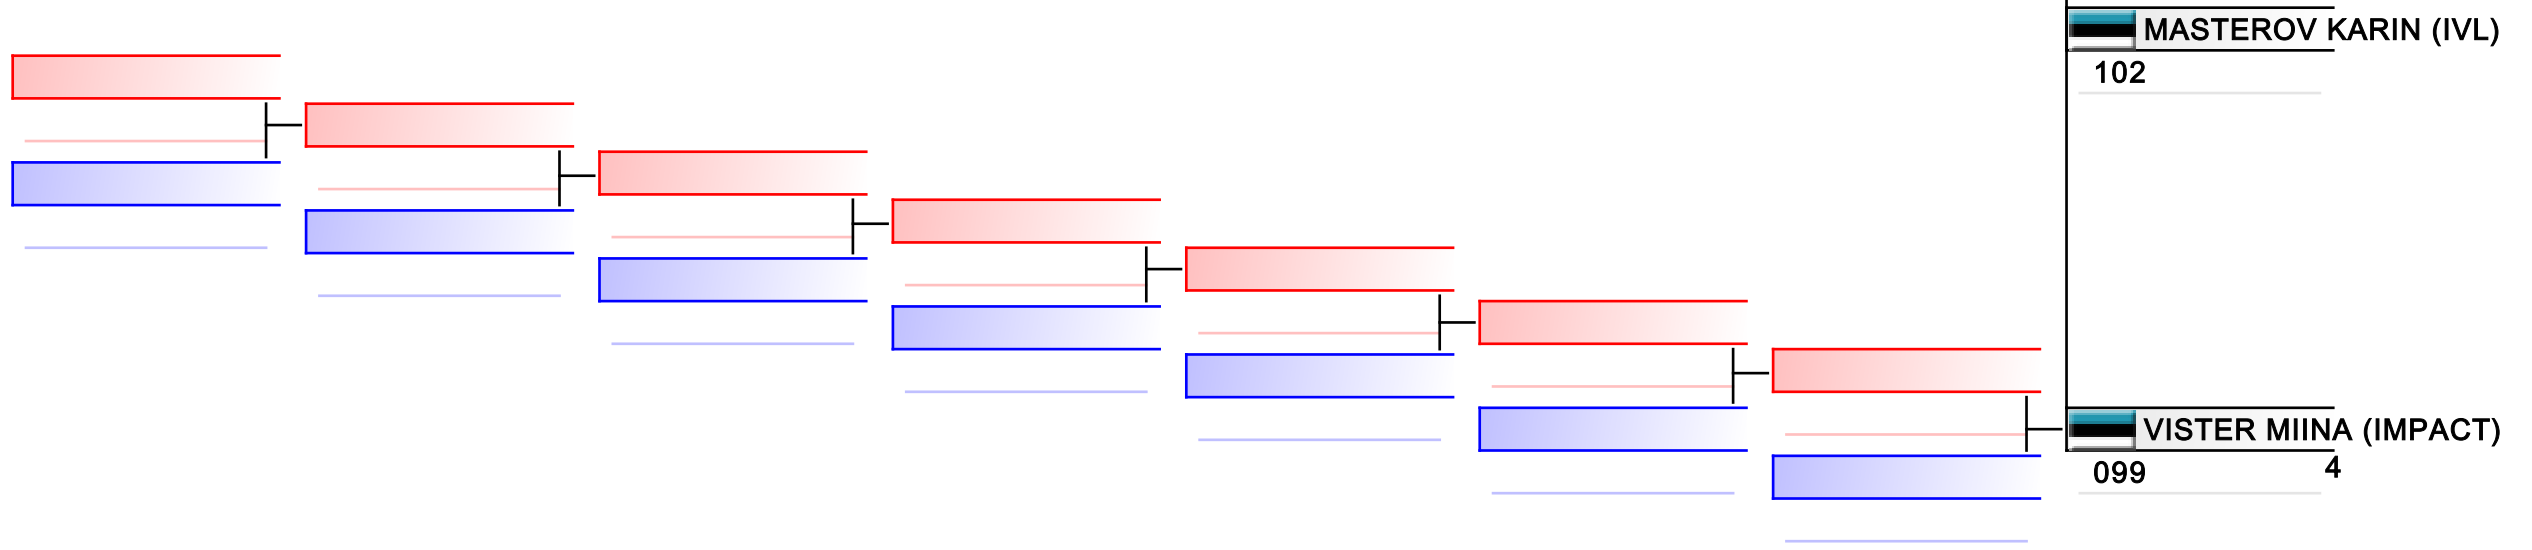 MASTEROV KARIN (IVL)
102
VISTER MIINA (IMPACT)
099 4